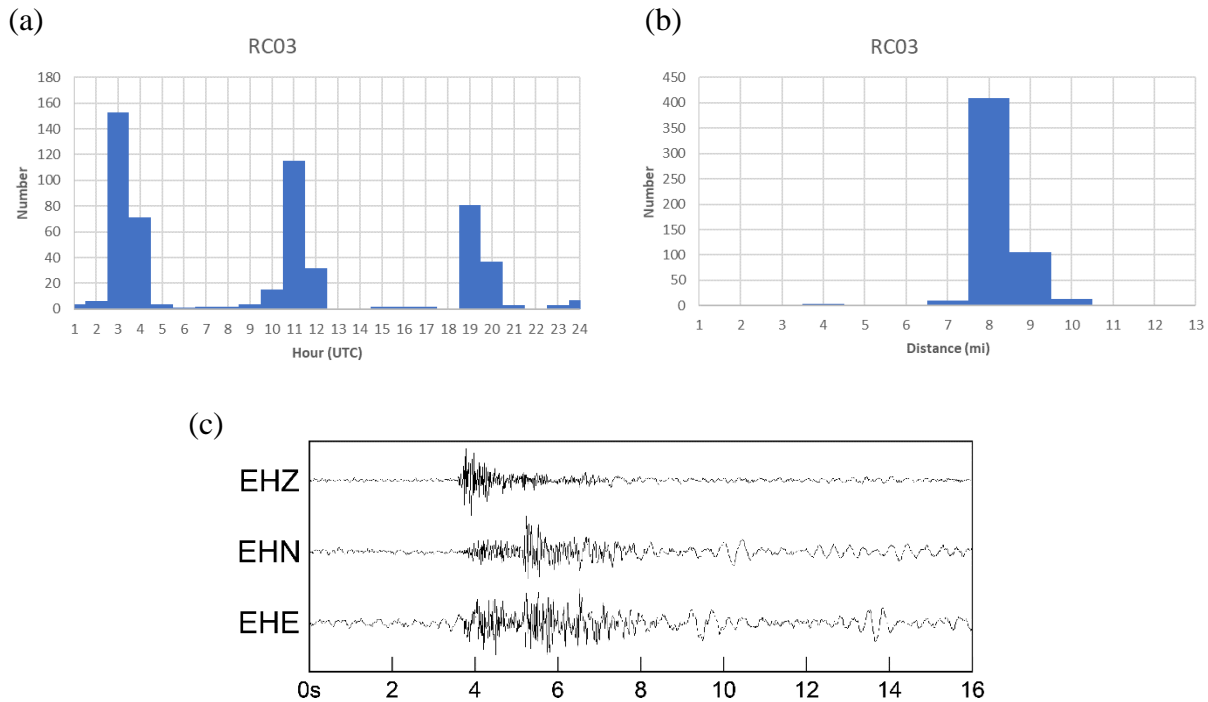 (a)
RC03
Number
180
160
140
120
100
80
60
40
20
0
1 2 3 4 5 6 7 8 9 10 11 12 13 14 15 16 17 18 19 20 21 22 23 24
Hour (UTC)
(b)
RC03
Number
450
400
350
300
250
200
150
100
50
0
1 2 3 4 5 6 7 8 9 10 11 12 13
Distance (mi)
(c)
EHZ
EHN
EHE
0s 2 4 6 8 10 12 14 16